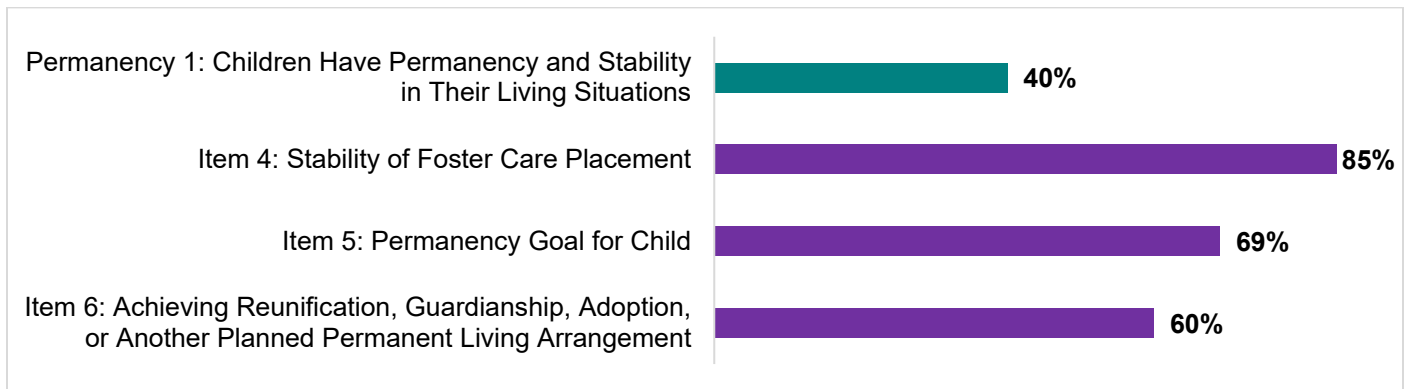 Permanency 1: Children Have Permanency and Stability
in Their Living Situations
40%
Item 4: Stability of Foster Care Placement
85%
Item 5: Permanency Goal for Child
69%
Item 6: Achieving Reunification, Guardianship, Adoption,
or Another Planned Permanent Living Arrangement
60%